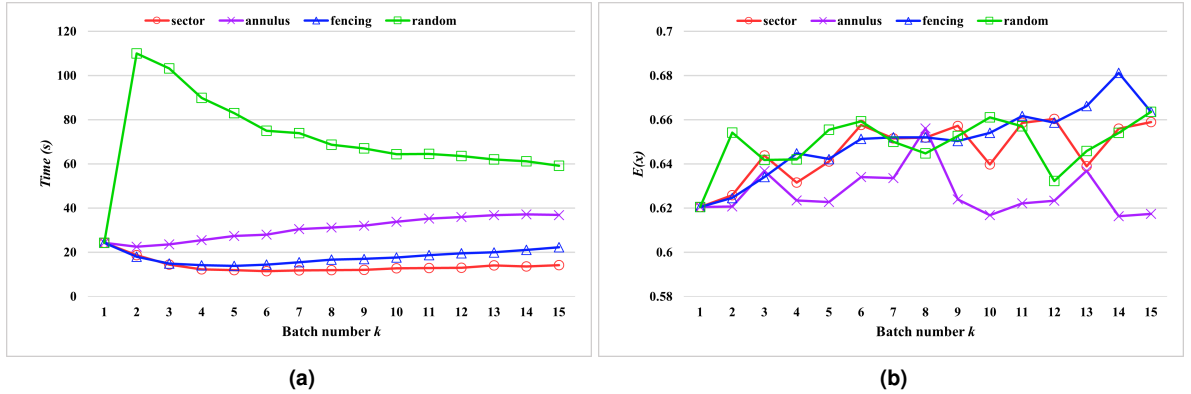 sector annulus fencing random
120
100
80
60
40
20
0
Time (s)
1 2 3 4 5 6 7 8 9 10 11 12 13 14 15
Batch number k
(a)
sector annulus fencing random
0.7
0.68
0.66
0.64
0.62
0.6
0.58
E(x)
1 2 3 4 5 6 7 8 9 10 11 12 13 14 15
Batch number k
(b)